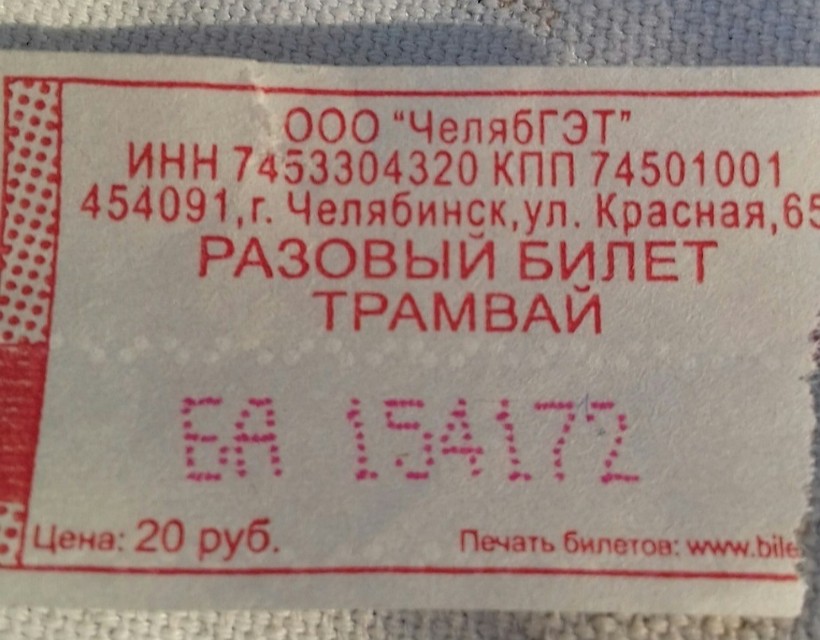 ООО "ЧелябГЭТ"
ИНН 7453304320 КПП 74501001
454091,г. Челябинск,ул. Красная,65
РАЗОВЫЙ БИЛЕТ
ТРАМВАЙ
БА 154172
Цена: 20 руб.
Печать билетов: www.bile